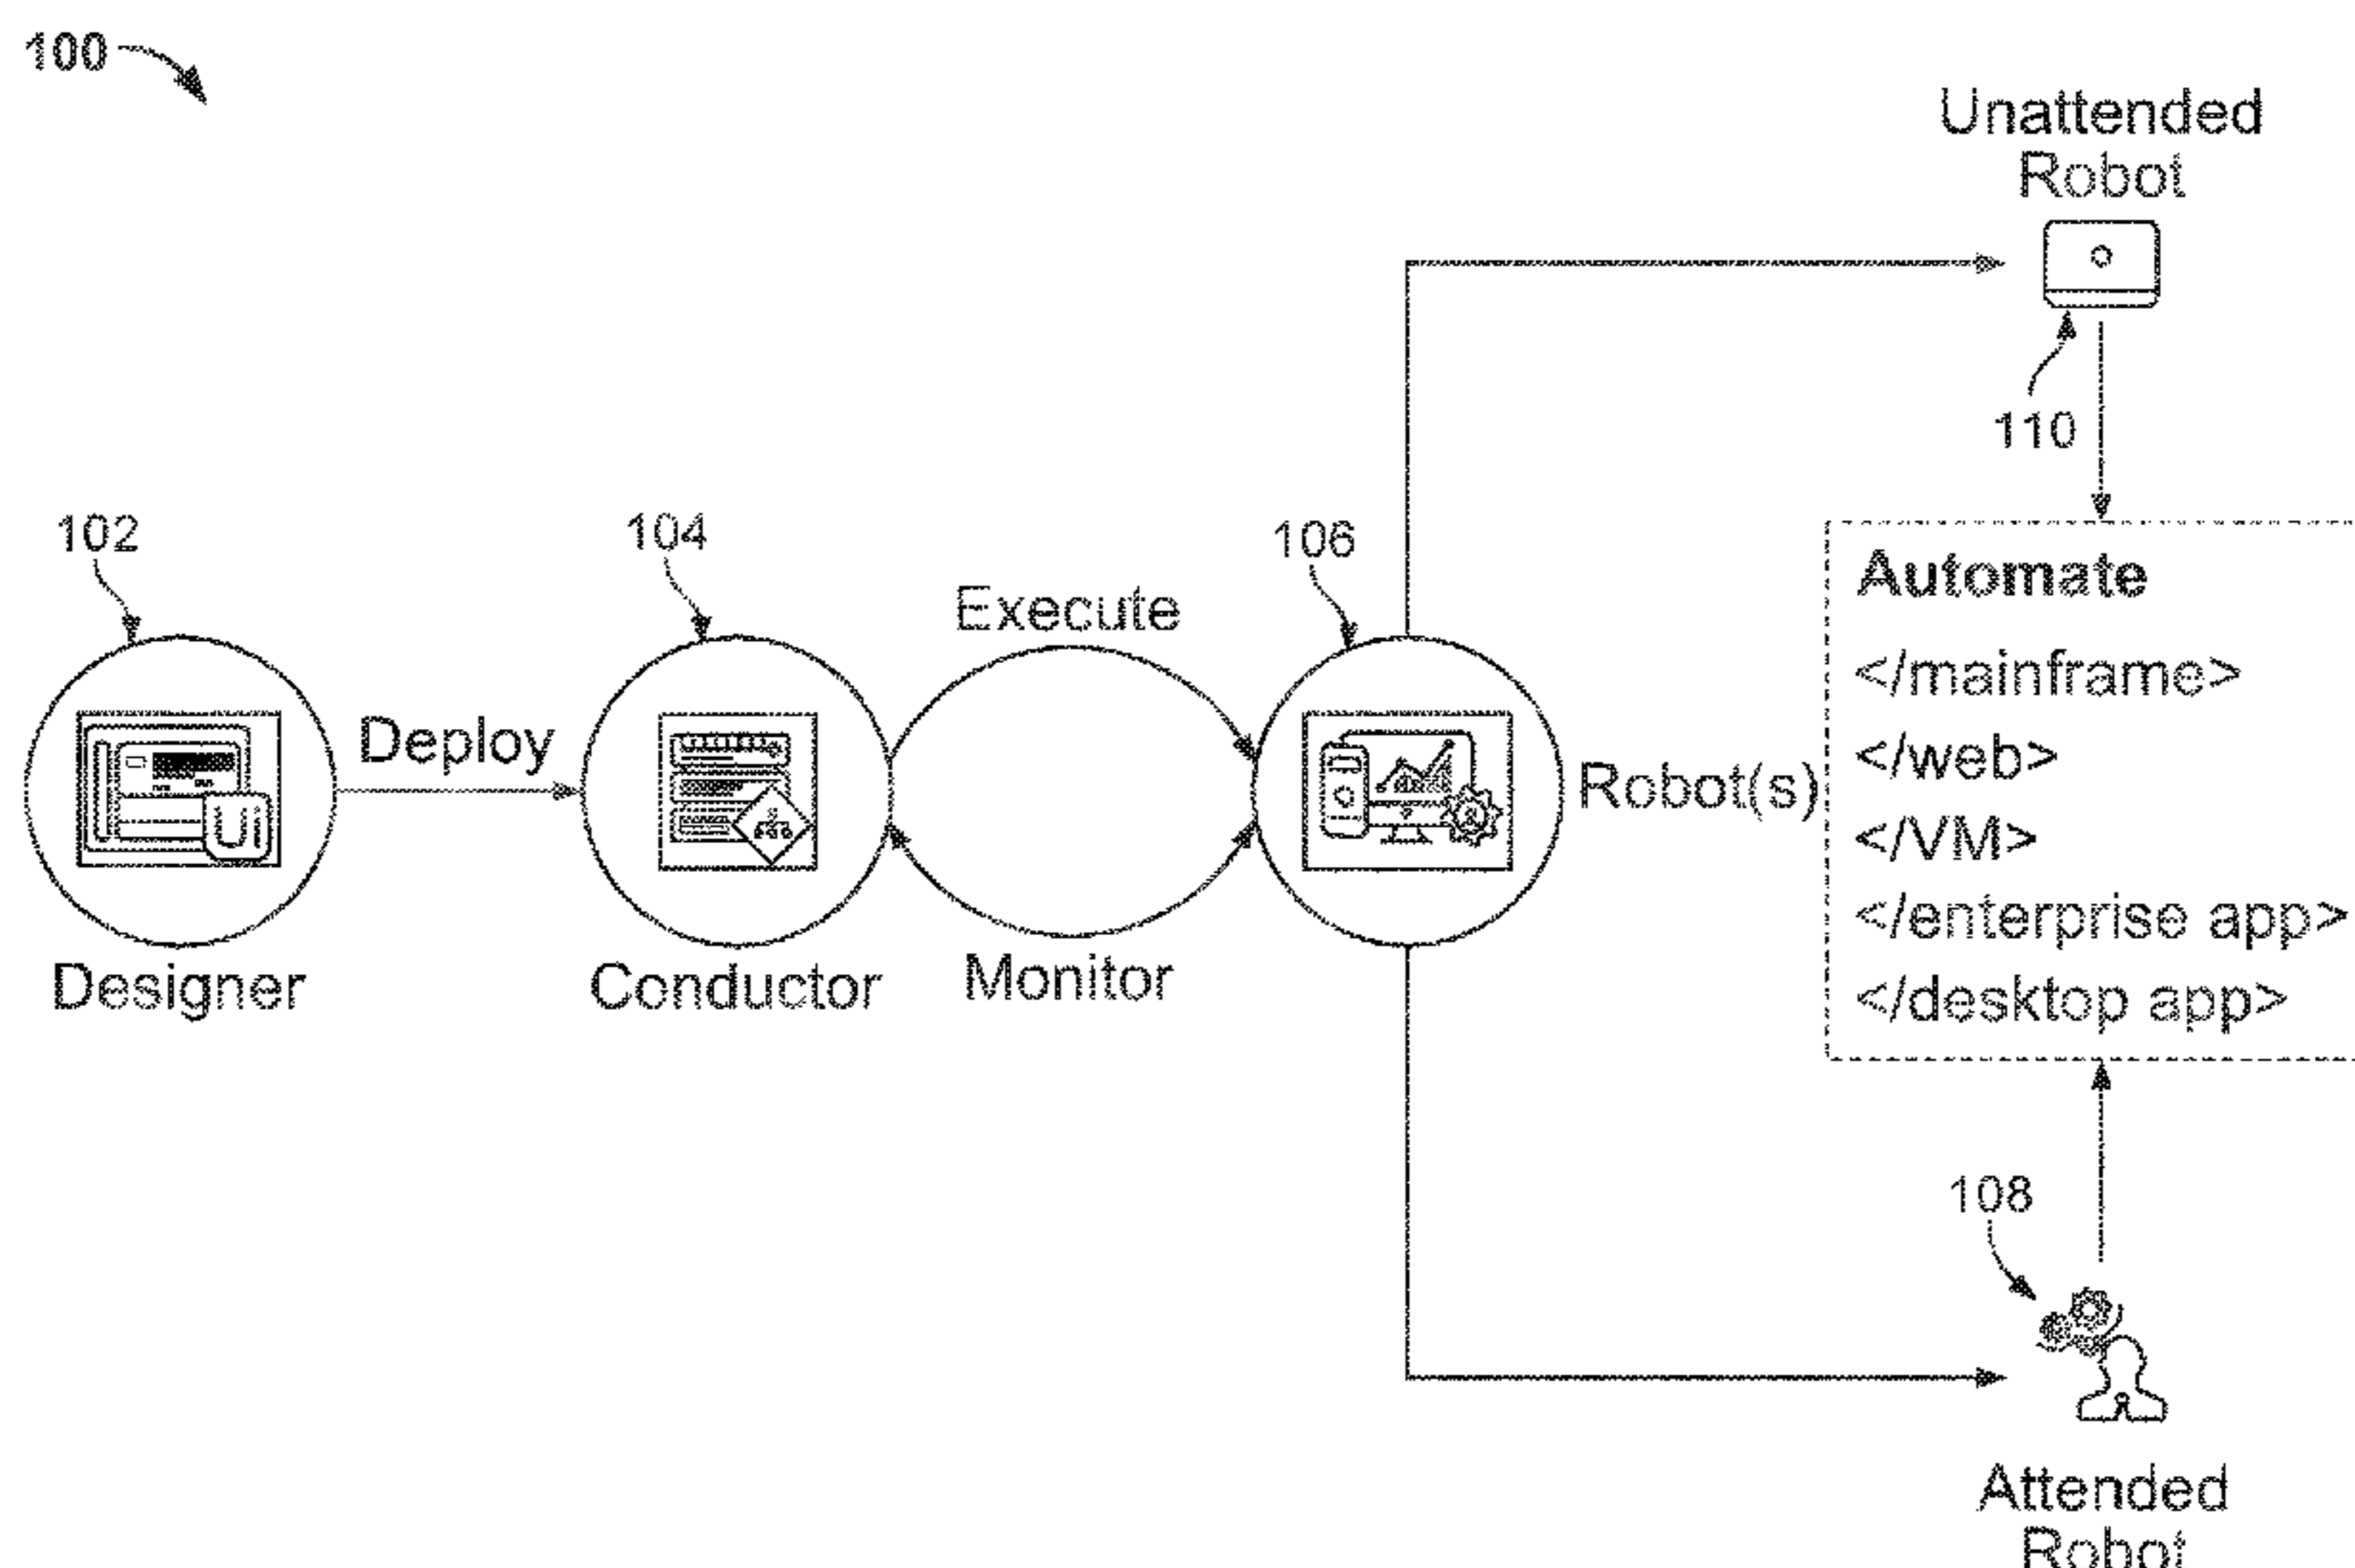 100
Unattended
Robot
110
102
104
106
Execute
Deploy
Automate
</mainframe>
</web>
</VM>
</enterprise app>
</desktop app>
Robot(s)
Designer
Conductor
Monitor
108
Attended
Robot